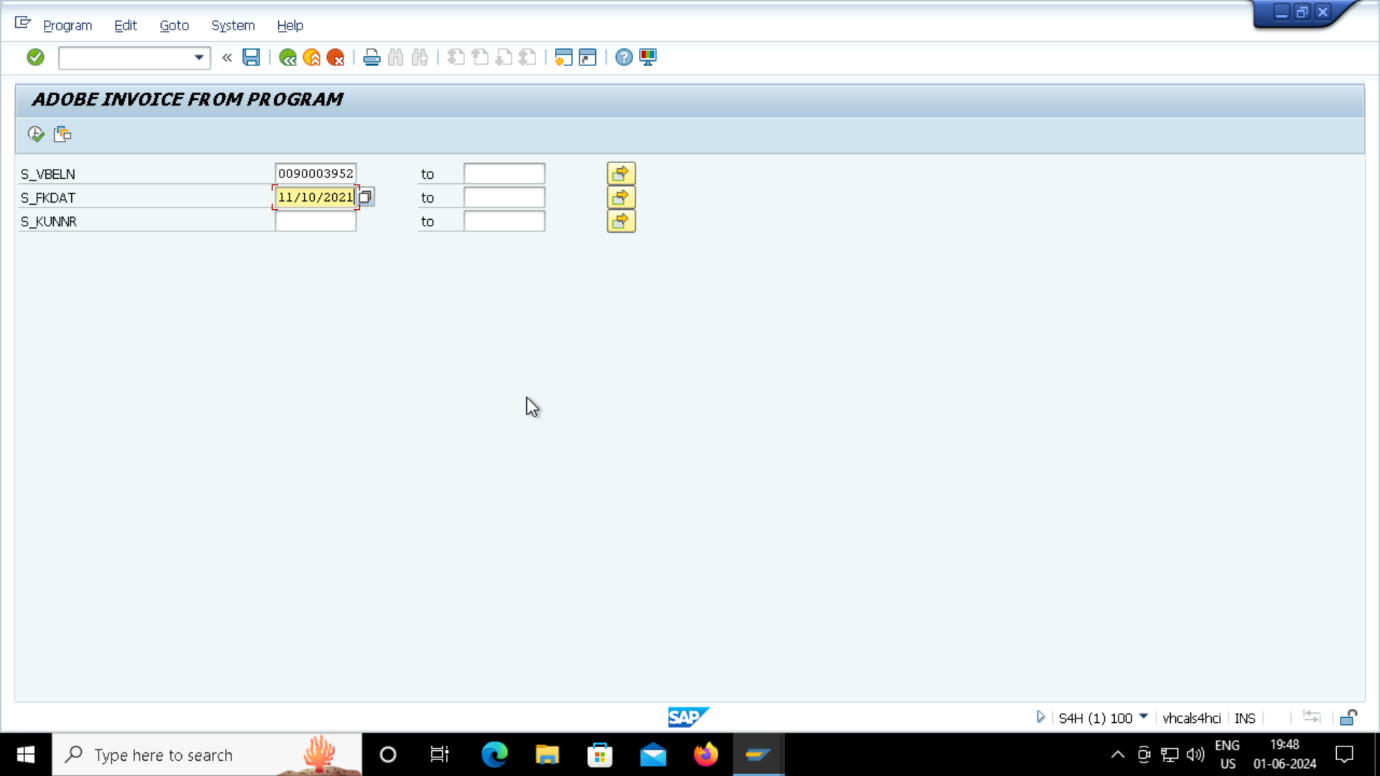 Program Edit Goto System Help
ADOBE INVOICE FROM PROGRAM
S_VBELN 0090003952 to
S_FKDAT 11/10/2021 to
S_KUNNR to
SAP
S4H (1) 100 vhcals4hci INS
Type here to search
ENG
US
19:48
01-06-2024